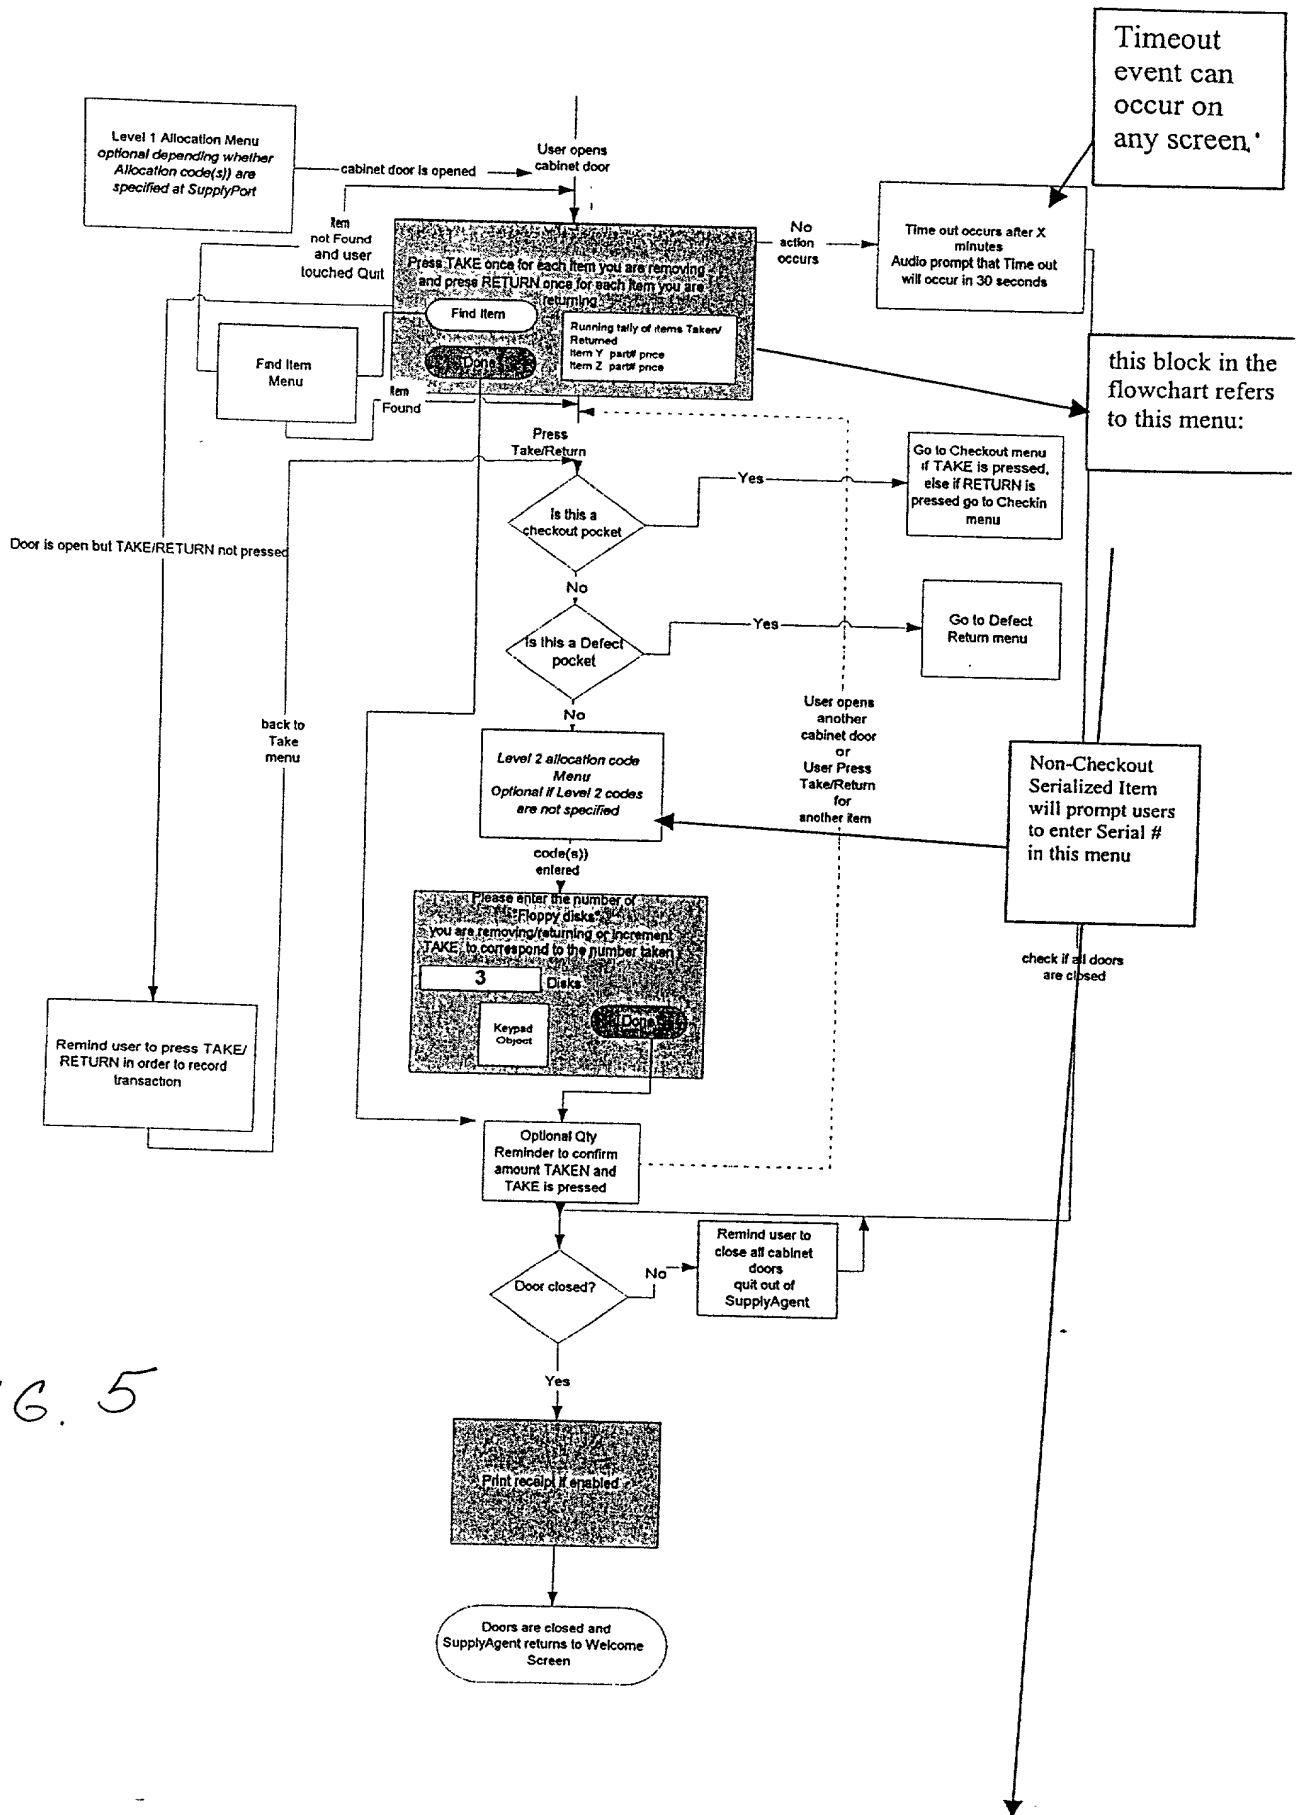 Timeout
event can
occur on
any screen.
Level 1 Allocation Menu
optional depending whether
Allocation code(s)) are
specified at SupplyPort
cabinet door is opened
User opens
cabinet door
Item
not Found
and user
touched Quit
No
action
occurs
Time out occurs after X
minutes
Audio prompt that Time out
will occur in 30 seconds
Press TAKE once for each item you are removing
and press RETURN once for each item you are
returning
Find Item
Done
Running tally of items Taken/
Returned
Item Y part# price
Item Z part# price
Find Item
Menu
Item
Found
this block in the
flowchart refers
to this menu:
Press
Take/Return
Is this a
checkout pocket
Yes
Go to Checkout menu
if TAKE is pressed,
else if RETURN is
pressed go to Checkin
menu
Door is open but TAKE/RETURN not pressed
No
Is this a Defect
pocket
Yes
Go to Defect
Return menu
No
back to
Take
menu
Level 2 allocation code
Menu
Optional if Level 2 codes
are not specified
User opens
another
cabinet door
or
User Press
Take/Return
for
another item
Non-Checkout
Serialized Item
will prompt users
to enter Serial #
in this menu
code(s))
entered
Please enter the number of
"Floppy disks"
you are removing/returning or increment
TAKE to correspond to the number taken
3
Disks
Keypad
Object
Done
check if all doors
are closed
Remind user to press TAKE/
RETURN in order to record
transaction
Optional Qty
Reminder to confirm
amount TAKEN and
TAKE is pressed
Door closed?
No
Remind user to
close all cabinet
doors
quit out of
SupplyAgent
Yes
G. 5
Print receipt if enabled
Doors are closed and
SupplyAgent returns to Welcome
Screen